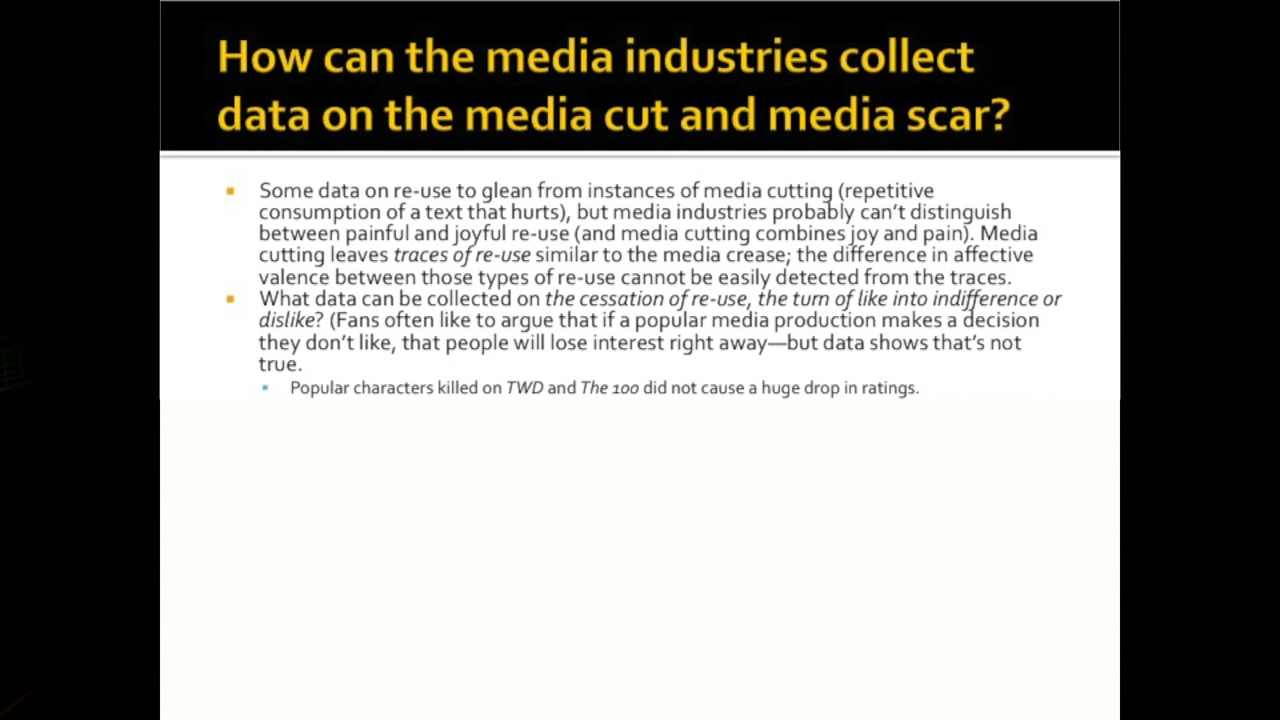 How can the media industries collect
data on the media cut and media scar?
Some data on re-use to glean from instances of media cutting (repetitive
consumption of a text that hurts), but media industries probably can't distinguish
between painful and joyful re-use (and media cutting combines joy and pain). Media
cutting leaves traces of re-use similar to the media crease; the difference in affective
valence between those types of re-use cannot be easily detected from the traces.
What data can be collected on the cessation of re-use, the turn of like into indifference or
dislike? (Fans often like to argue that if a popular media production makes a decision
they don't like, that people will lose interest right away—but data shows that's not
true.
Popular characters killed on TWD and The 100 did not cause a huge drop in ratings.